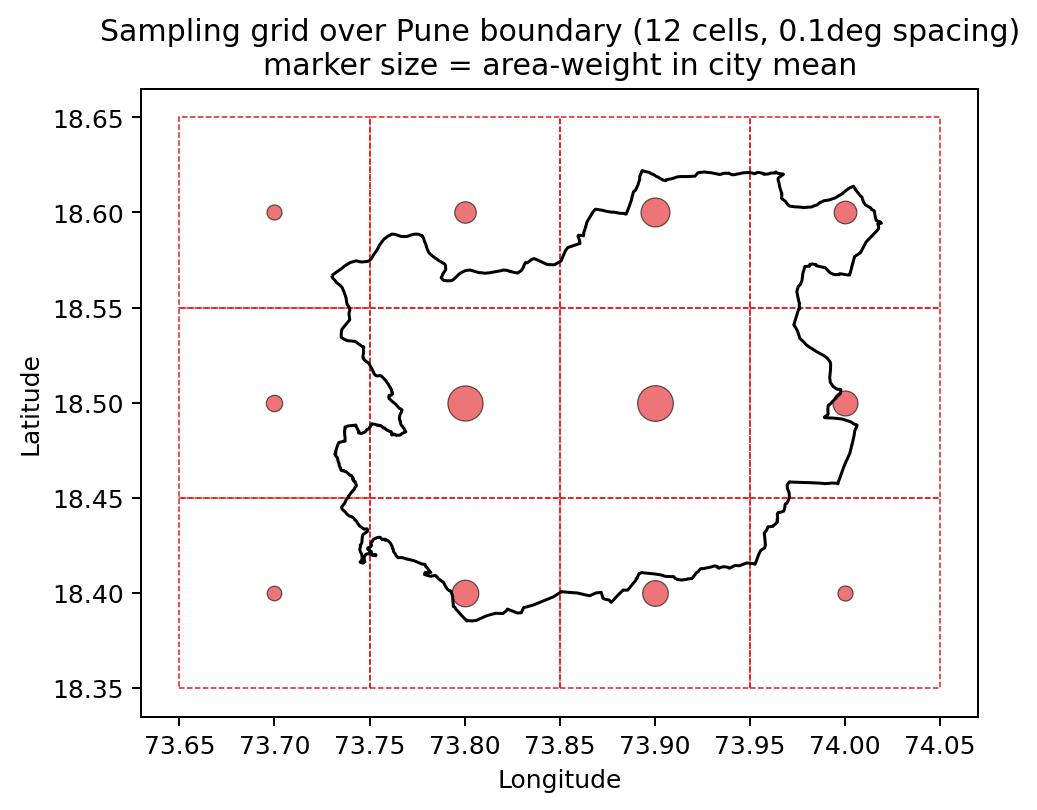 Sampling grid over Pune boundary (12 cells, 0.1deg spacing)
marker size = area-weight in city mean
18.65
18.60
18.55
18.50
18.45
18.40
18.35
Latitude
73.65 73.70 73.75 73.80 73.85 73.90 73.95 74.00 74.05
Longitude